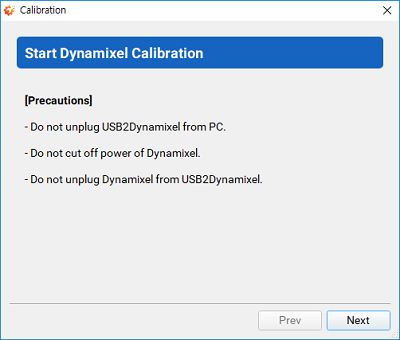 Calibration
Start Dynamixel Calibration
[Precautions]
- Do not unplug USB2Dynamixel from PC.
- Do not cut off power of Dynamixel.
- Do not unplug Dynamixel from USB2Dynamixel.
Prev
Next